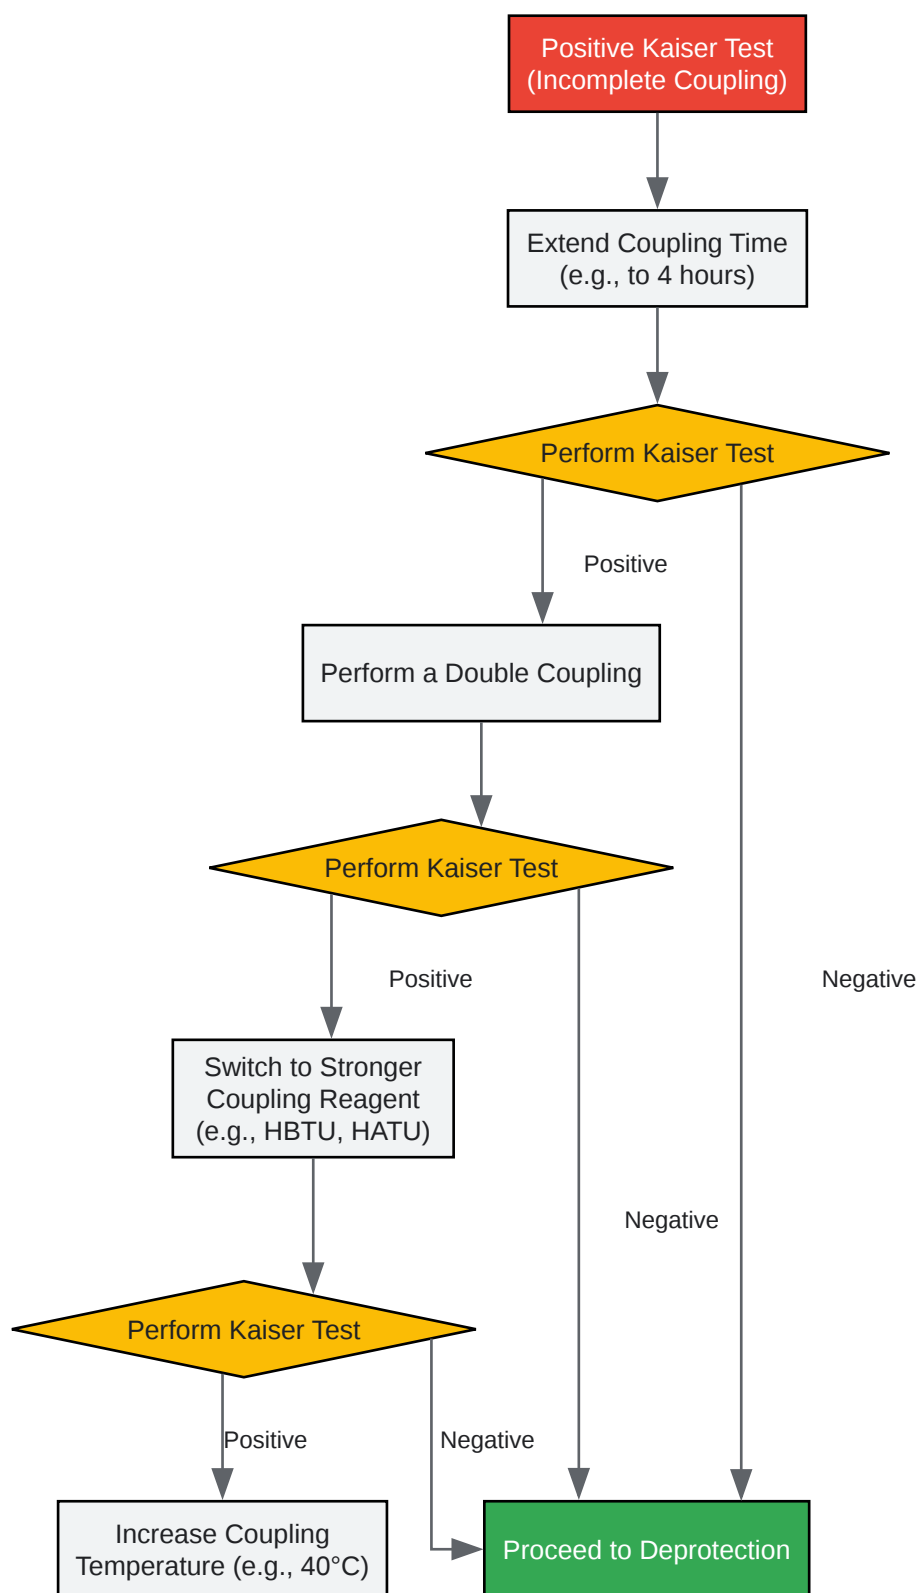 Positive Kaiser Test
(Incomplete Coupling)
Extend Coupling Time
(e.g., to 4 hours)
Perform Kaiser Test
Positive
Perform a Double Coupling
Perform Kaiser Test
Positive
Negative
Switch to Stronger
Coupling Reagent
(e.g., HBTU, HATU)
Negative
Perform Kaiser Test
Positive
Negative
Increase Coupling
Temperature (e.g., 40°C)
Proceed to Deprotection